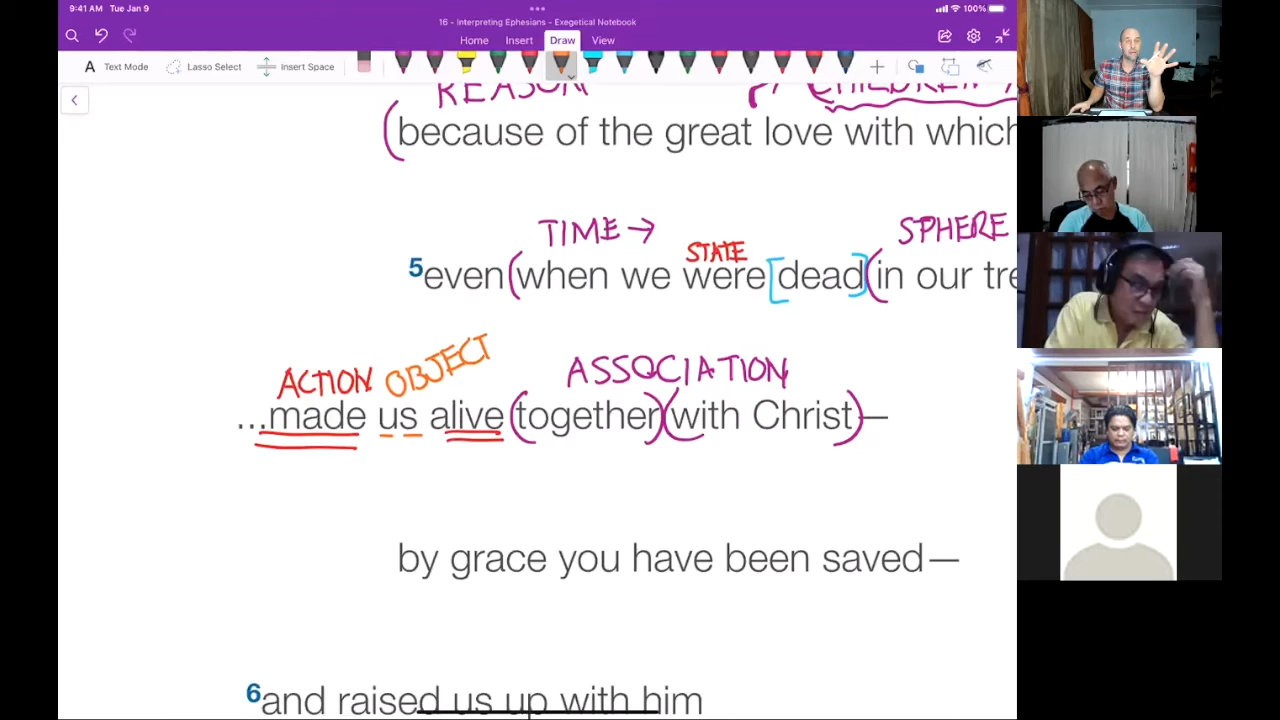 9:41 AM Tue Jan 9
100%
16 - Interpreting Ephesians - Exegetical Notebook
Home Insert Draw View
A Text Mode Lasso Select Insert Space
REASON CHILDREN
(because of the great love with which
TIME → SPHERE
STATE
5even (when we were [dead] (in our tre
ACTION OBJECT ASSOCIATION
...made us alive (together) (with Christ)—
by grace you have been saved—
6and raised us up with him